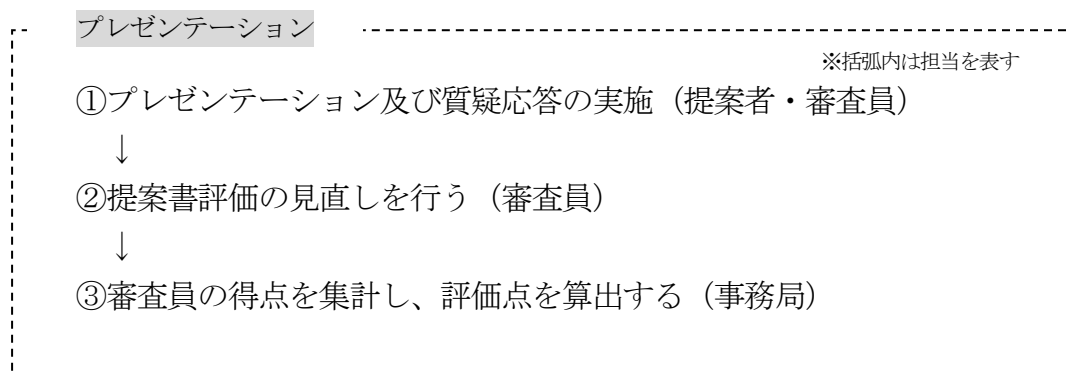 プレゼンテーション
※括弧内は担当を表す
①プレゼンテーション及び質疑応答の実施（提案者・審査員）
↓
②提案書評価の見直しを行う（審査員）
↓
③審査員の得点を集計し、評価点を算出する（事務局）